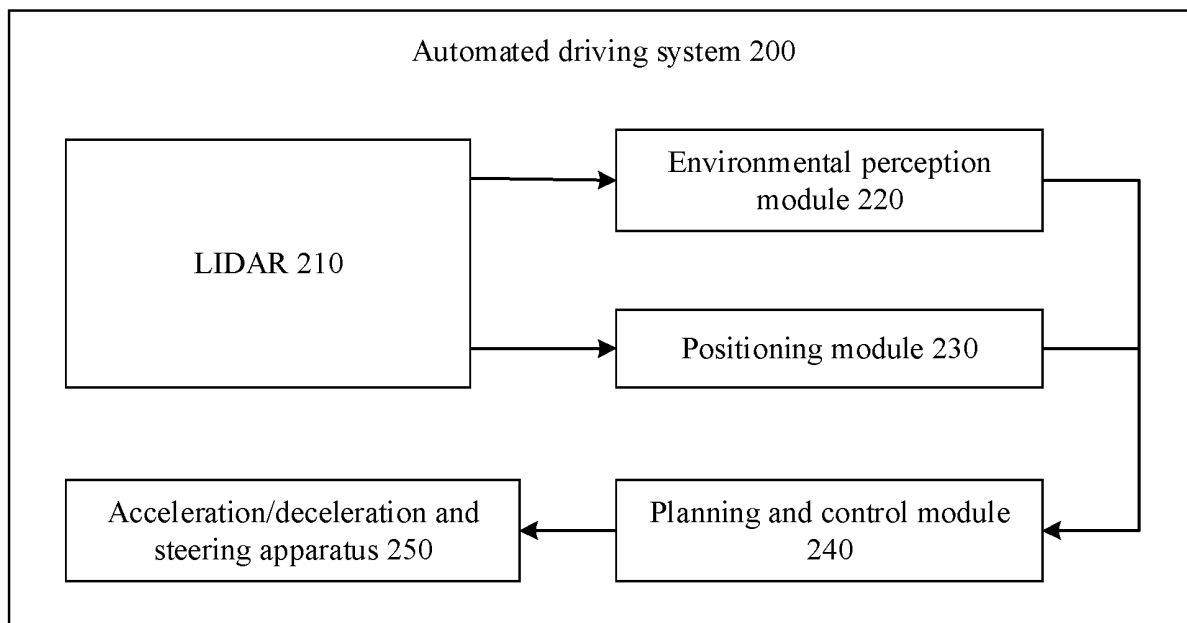 Automated driving system 200
Environmental perception
module 220
LIDAR 210
Positioning module 230
Acceleration/deceleration and
steering apparatus 250
Planning and control module
240